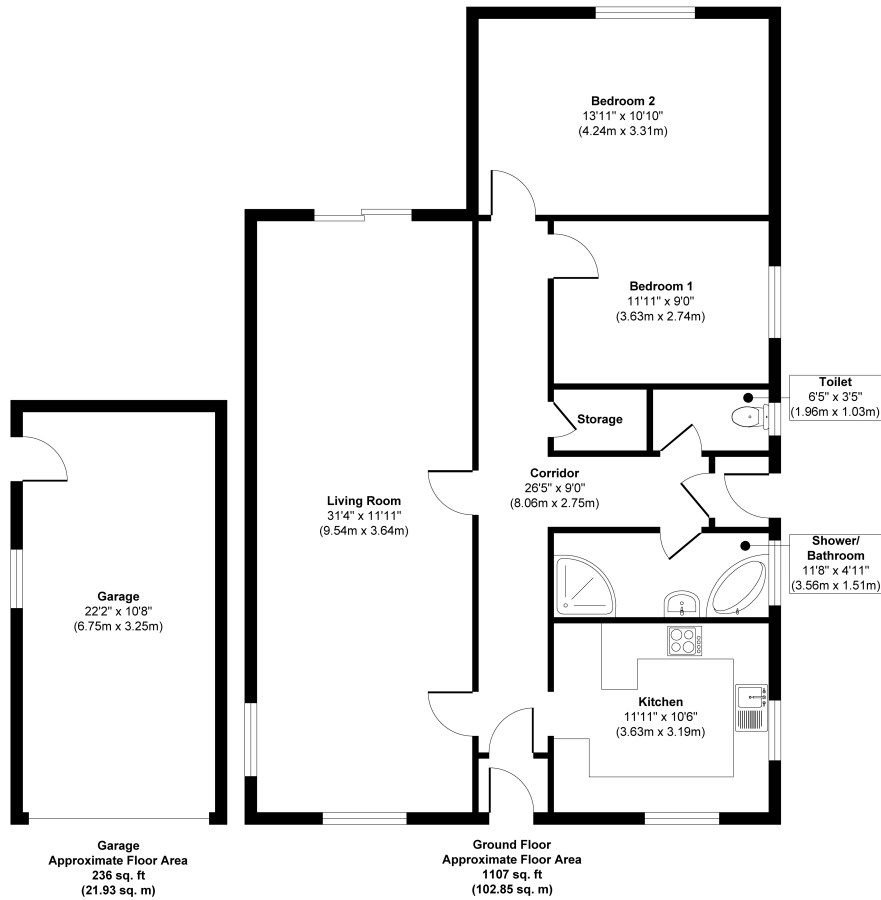 Bedroom 2
13'11" x 10'10"
(4.24m x 3.31m)
Bedroom 1
11'11" x 9'0"
(3.63m x 2.74m)
Toilet
6'5" x 3'5"
(1.96m x 1.03m)
Storage
Corridor
26'5" x 9'0"
(8.06m x 2.75m)
Living Room
31'4" x 11'11"
(9.54m x 3.64m)
Shower/
Bathroom
11'8" x 4'11"
(3.56m x 1.51m)
Garage
22'2" x 10'8"
(6.75m x 3.25m)
Kitchen
11'11" x 10'6"
(3.63m x 3.19m)
Garage
Approximate Floor Area
236 sq. ft
(21.93 sq. m)
Ground Floor
Approximate Floor Area
1107 sq. ft
(102.85 sq. m)